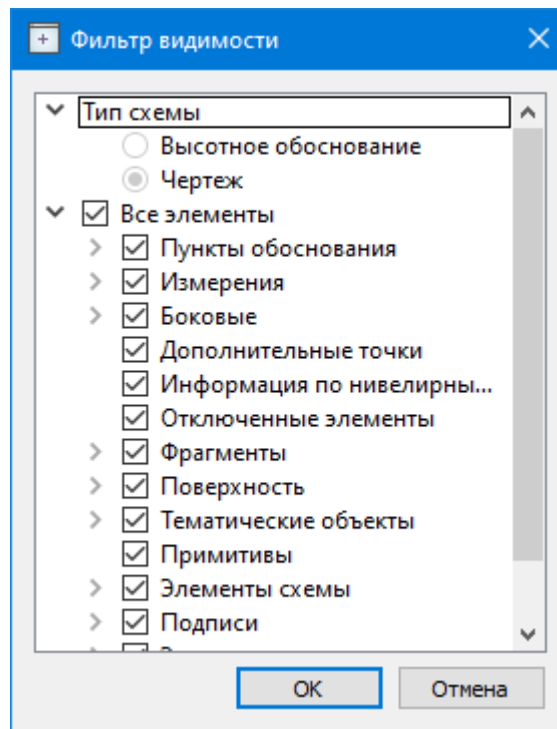 Фильтр видимости
Тип схемы
Высотное обоснование
Чертеж
Все элементы
Пункты обоснования
Измерения
Боковые
Дополнительные точки
Информация по нивелирны...
Отключенные элементы
Фрагменты
Поверхность
Тематические объекты
Примитивы
Элементы схемы
Подписи
OK
Отмена